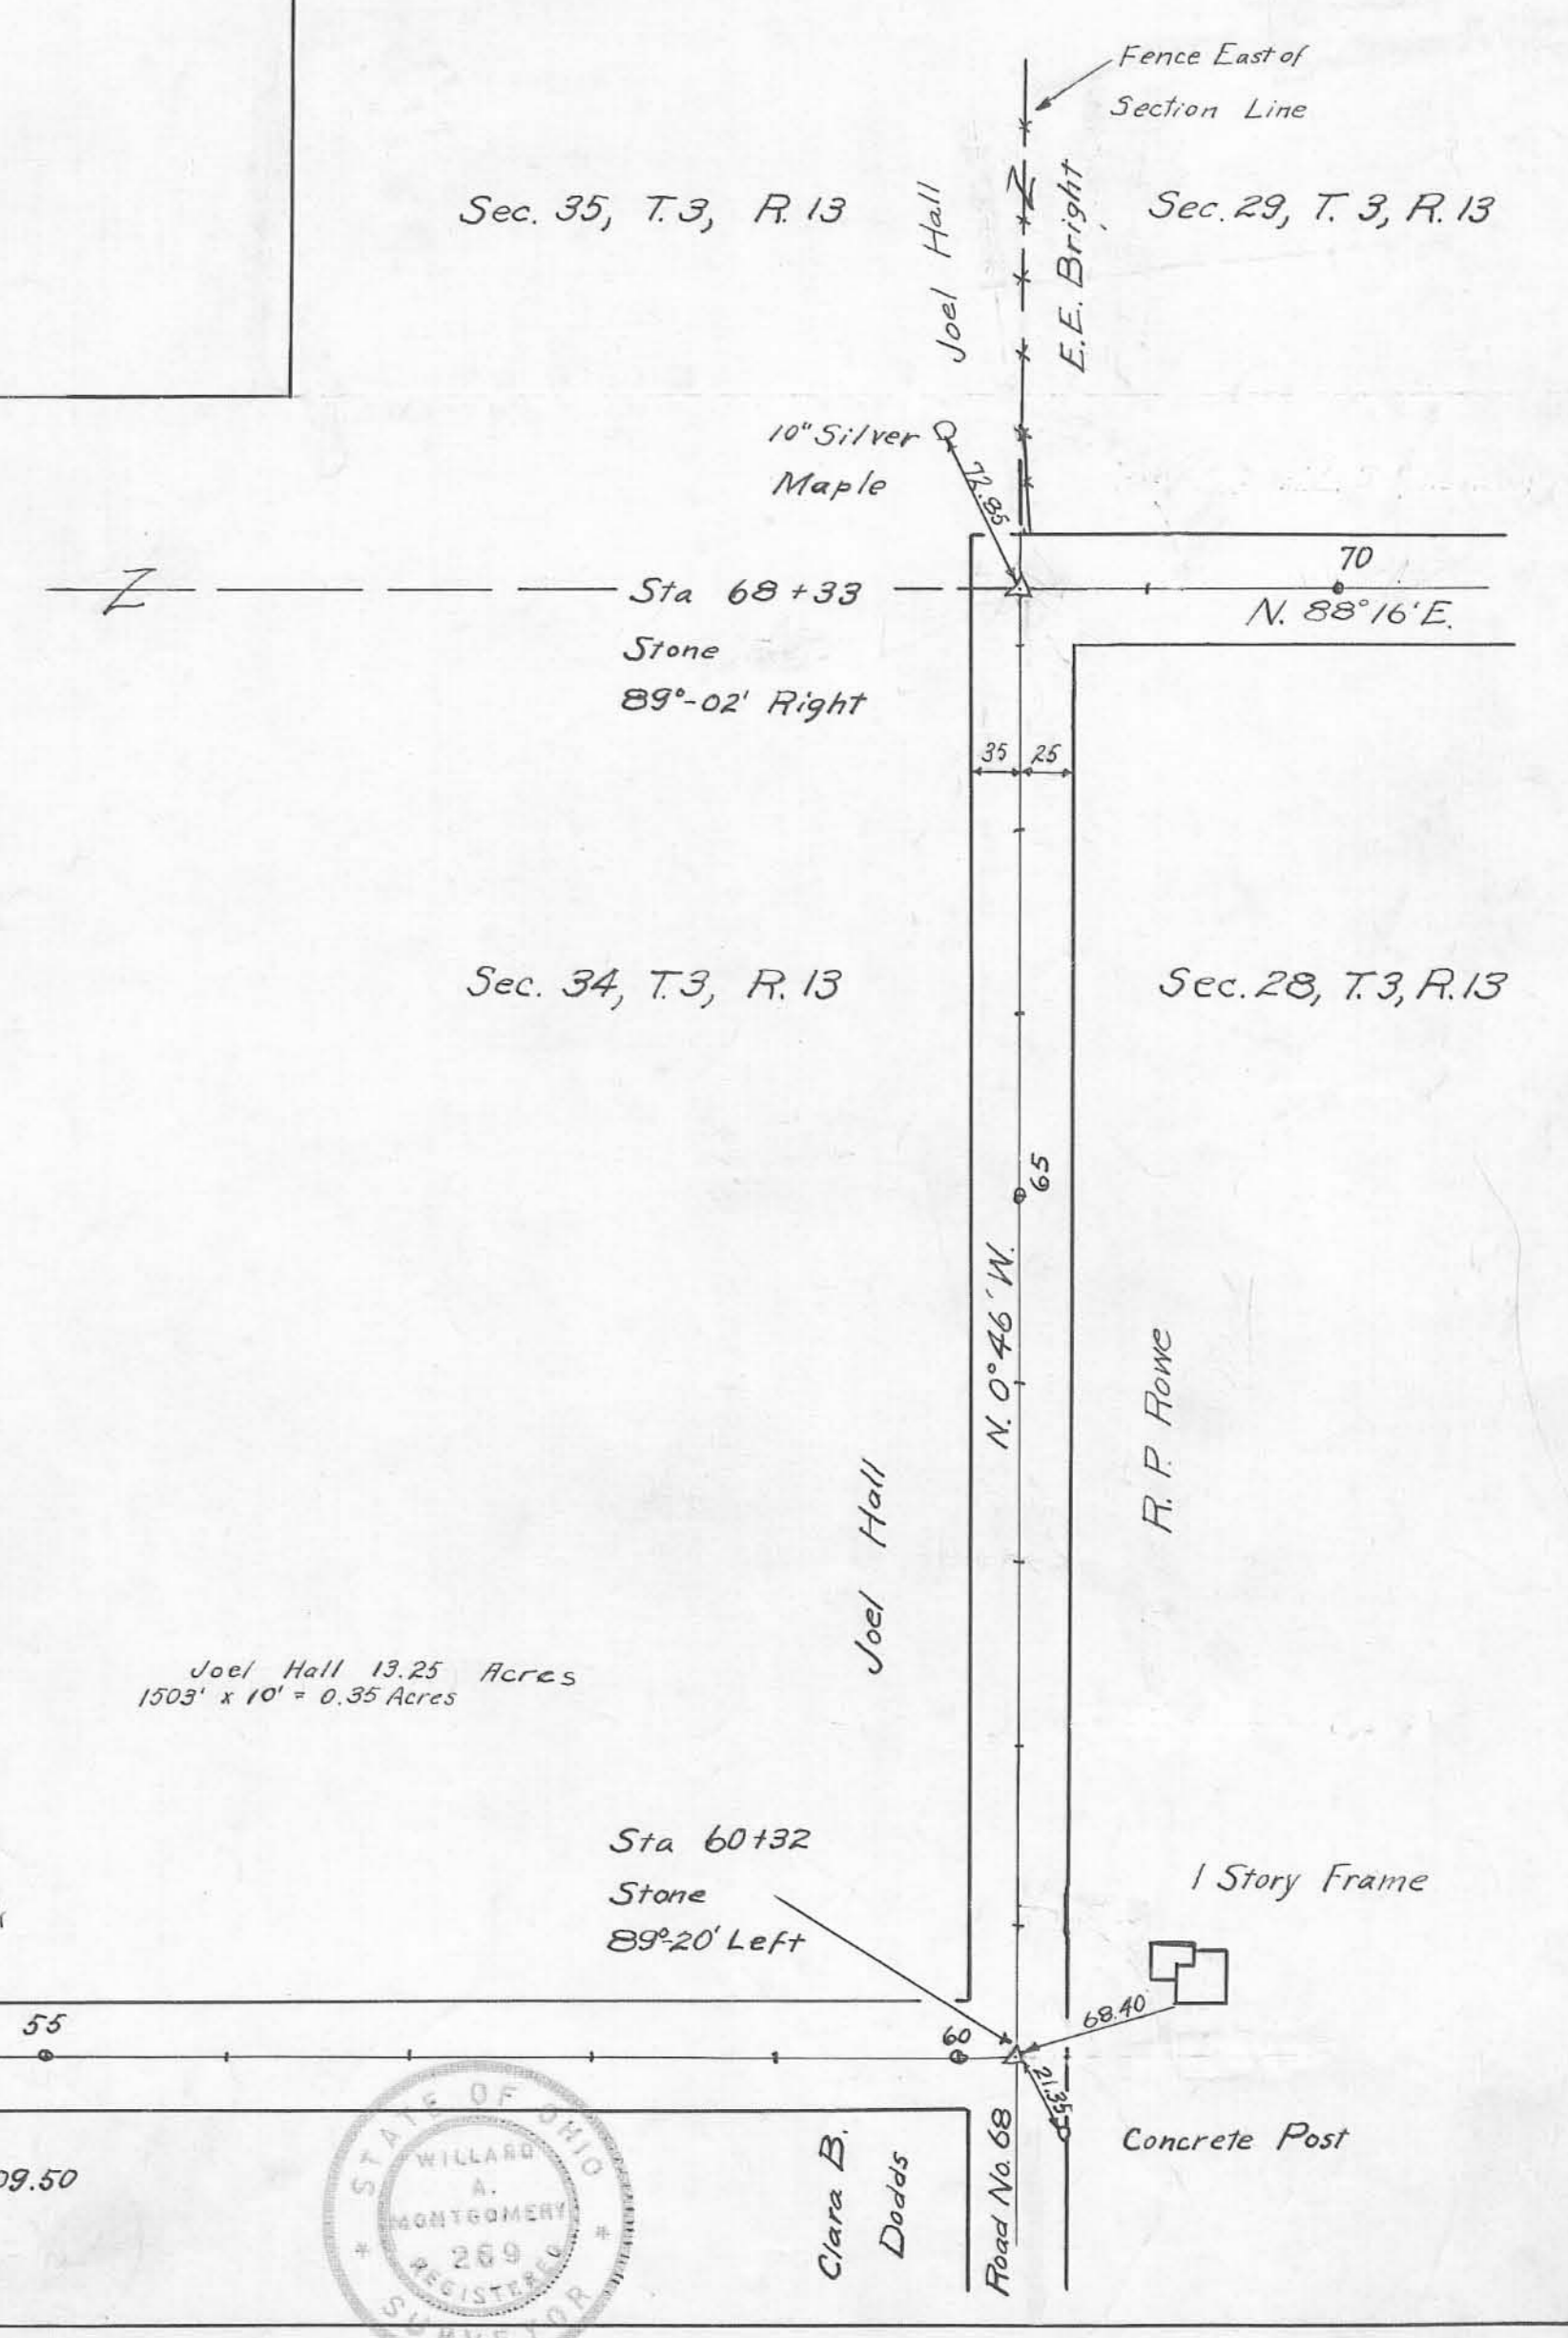 Fence East of
Section Line
Sec. 35, T. 3, R. 13
Joel Hall
E.E. Bright
Sec. 29, T. 3, R. 13
10" Silver
Maple
72.85
70
Sta 68+33
N. 88°16' E.
Stone
89°-02' Right
35 25
Sec. 34, T. 3, R. 13
Sec. 28, T. 3, R. 13
65
N. 0°46' W.
R. P. Rowe
Joel Hall
Joel Hall 13.25 Acres
1503' x 10' = 0.35 Acres
Sta 60+32
Stone
89°-20' Left
1 Story Frame
68.40
55
60
21.35
Concrete Post
Clara B.
Dodds
Road No. 68
09.50
STATE OF OHIO
WILLARD
A.
MONTGOMERY
269
REGISTERED
SURVEYOR